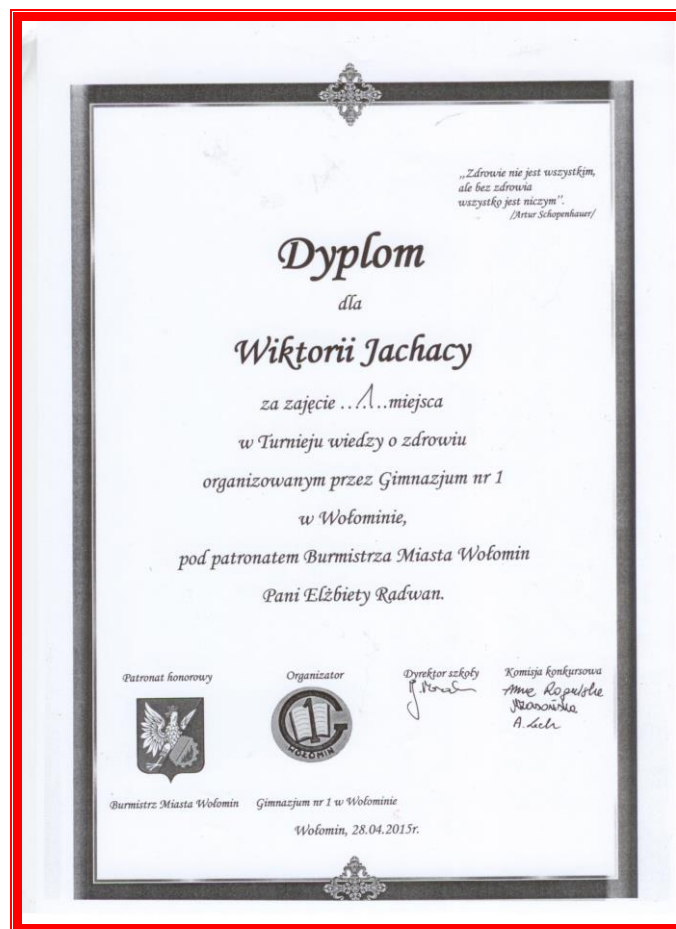 „Zdrowie nie jest wszystkim,
ale bez zdrowia
wszystko jest niczym”.
/Artur Schopenhauer/
Dyplom
dla
Wiktorii Jachacy
za zajęcie ..1..miejsca
w Turnieju wiedzy o zdrowiu
organizowanym przez Gimnazjum nr 1
w Wołominie,
pod patronatem Burmistrza Miasta Wołomin
Pani Elżbiety Radwan.
Patronat honorowy
Organizator
Dyrektor szkoły
Komisja konkursowa
A. Lech
G 1
WOŁOMIN
Burmistrz Miasta Wołomin
Gimnazjum nr 1 w Wołominie
Wołomin, 28.04.2015r.